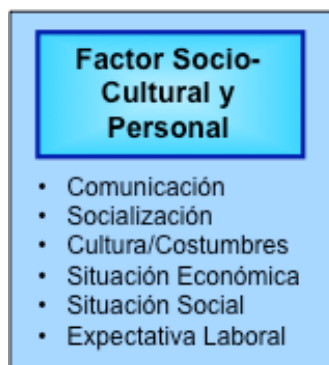 Factor Socio-
Cultural y
Personal
• Comunicación
• Socialización
• Cultura/Costumbres
• Situación Económica
• Situación Social
• Expectativa Laboral